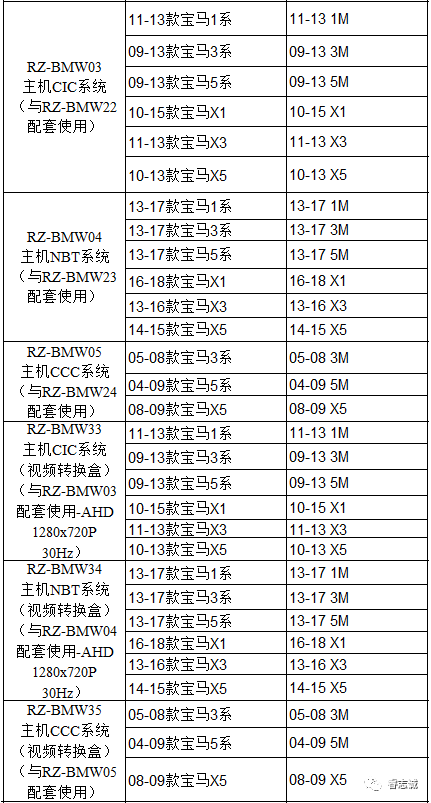 RZ-BMW03
主机CIC系统
（与RZ-BMW22
配套使用）
11-13款宝马1系 11-13 1M
09-13款宝马3系 09-13 3M
09-13款宝马5系 09-13 5M
10-15款宝马X1 10-15 X1
11-13款宝马X3 11-13 X3
10-13款宝马X5 10-13 X5
RZ-BMW04
主机NBT系统
（与RZ-BMW23
配套使用）
13-17款宝马1系 13-17 1M
13-17款宝马3系 13-17 3M
13-17款宝马5系 13-17 5M
16-18款宝马X1 16-18 X1
13-16款宝马X3 13-16 X3
14-15款宝马X5 14-15 X5
RZ-BMW05
主机CCC系统
（与RZ-BMW24
配套使用）
05-08款宝马3系 05-08 3M
04-09款宝马5系 04-09 5M
08-09款宝马X5 08-09 X5
RZ-BMW33
主机CIC系统
（视频转换盒）
（与RZ-BMW03
配套使用-AHD
1280x720P
30Hz）
11-13款宝马1系 11-13 1M
09-13款宝马3系 09-13 3M
09-13款宝马5系 09-13 5M
10-15款宝马X1 10-15 X1
11-13款宝马X3 11-13 X3
10-13款宝马X5 10-13 X5
RZ-BMW34
主机NBT系统
（视频转换盒）
（与RZ-BMW04
配套使用-AHD
1280x720P
30Hz）
13-17款宝马1系 13-17 1M
13-17款宝马3系 13-17 3M
13-17款宝马5系 13-17 5M
16-18款宝马X1 16-18 X1
13-16款宝马X3 13-16 X3
14-15款宝马X5 14-15 X5
RZ-BMW35
主机CCC系统
（视频转换盒）
（与RZ-BMW05
配套使用）
05-08款宝马3系 05-08 3M
04-09款宝马5系 04-09 5M
08-09款宝马X5 08-09 X5
睿志诚